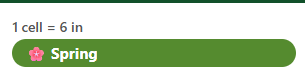 1 cell = 6 in
🌸 Spring